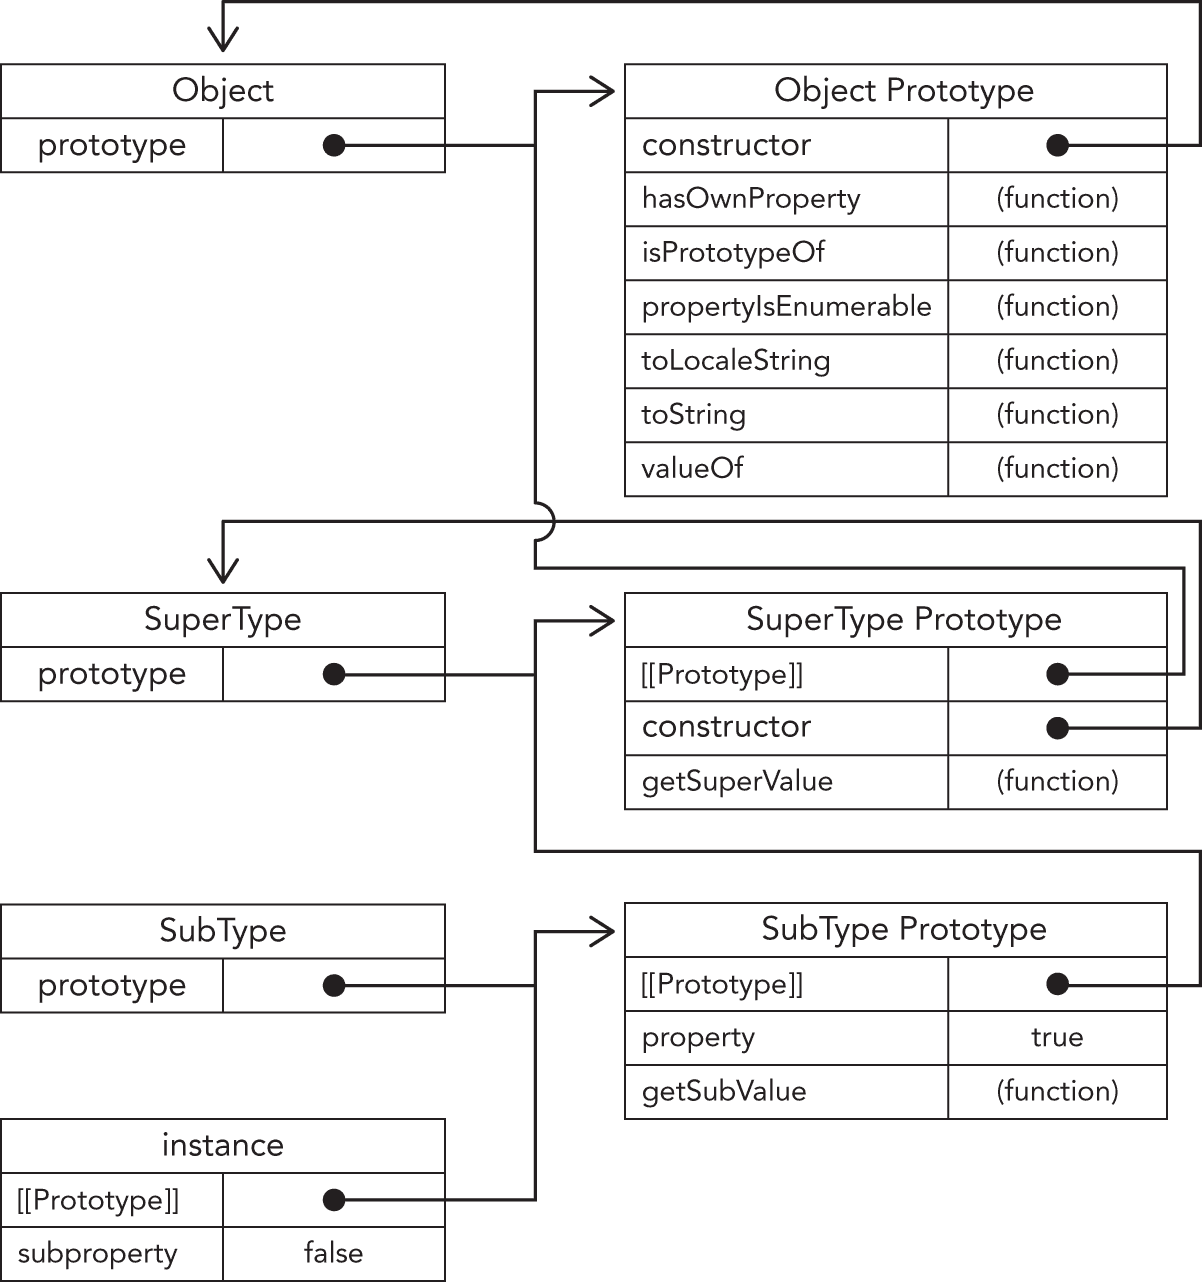 Object
prototype
Object Prototype
constructor
hasOwnProperty (function)
isPrototypeOf (function)
propertyIsEnumerable (function)
toLocaleString (function)
toString (function)
valueOf (function)
SuperType
prototype
SuperType Prototype
[[Prototype]]
constructor
getSuperValue (function)
SubType
prototype
SubType Prototype
[[Prototype]]
property true
getSubValue (function)
instance
[[Prototype]]
subproperty false